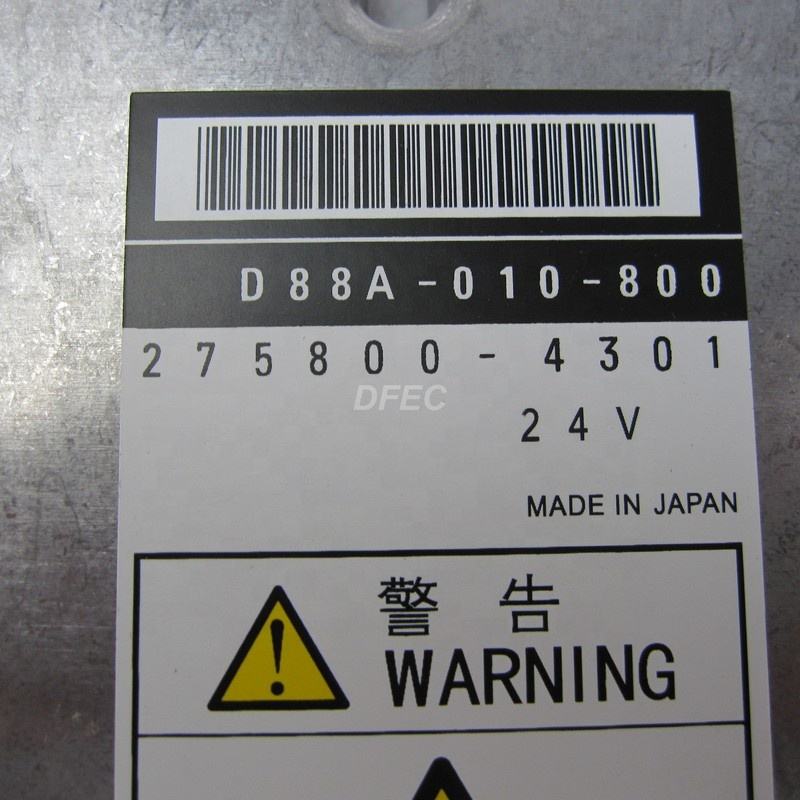 D88A-010-800
275800-4301
DFEC
24V
MADE IN JAPAN
警告
WARNING